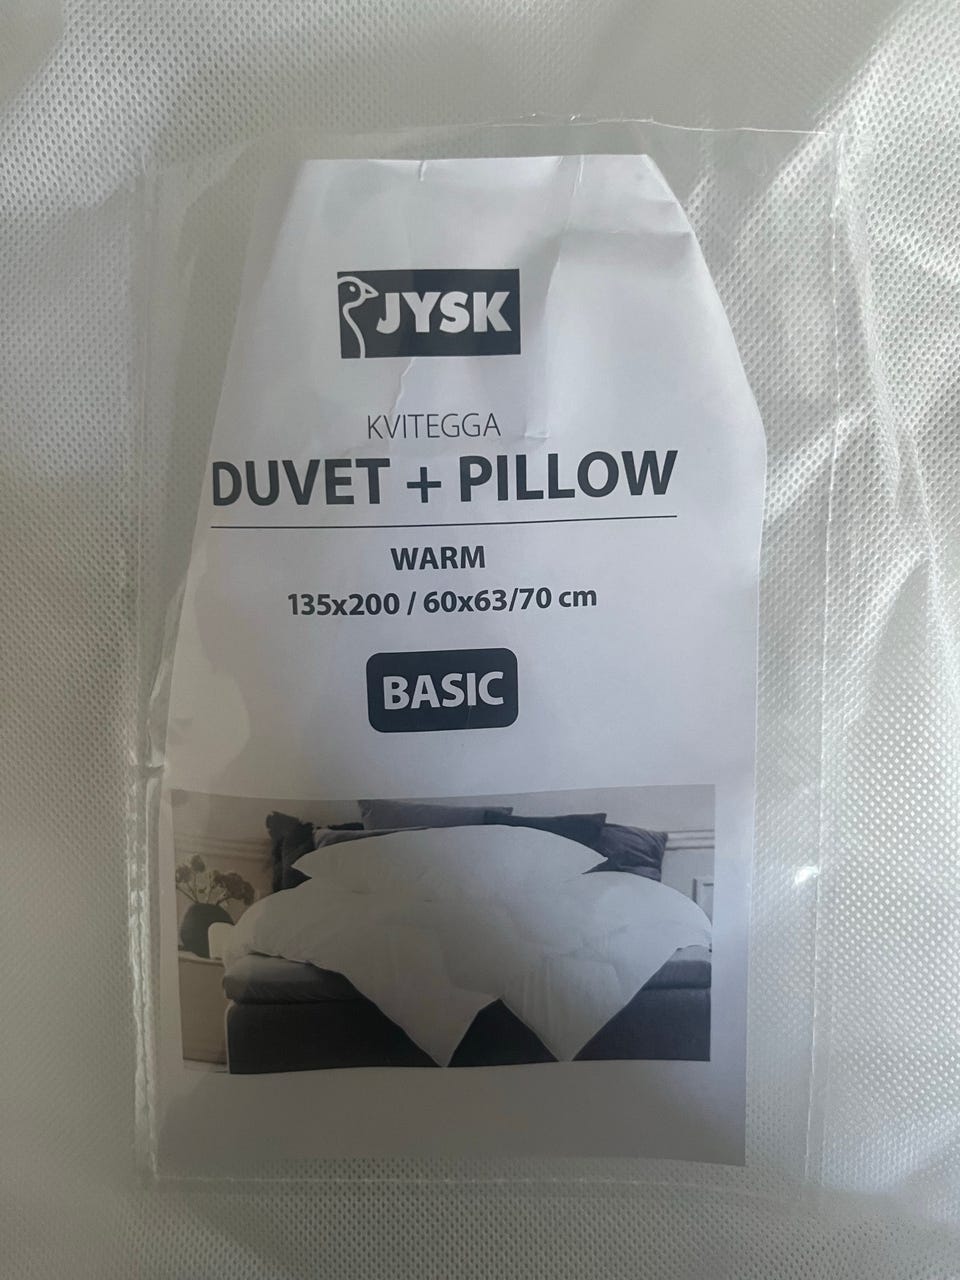 JYSK
KVITEGGA
DUVET + PILLOW
WARM
135x200 / 60x63/70 cm
BASIC